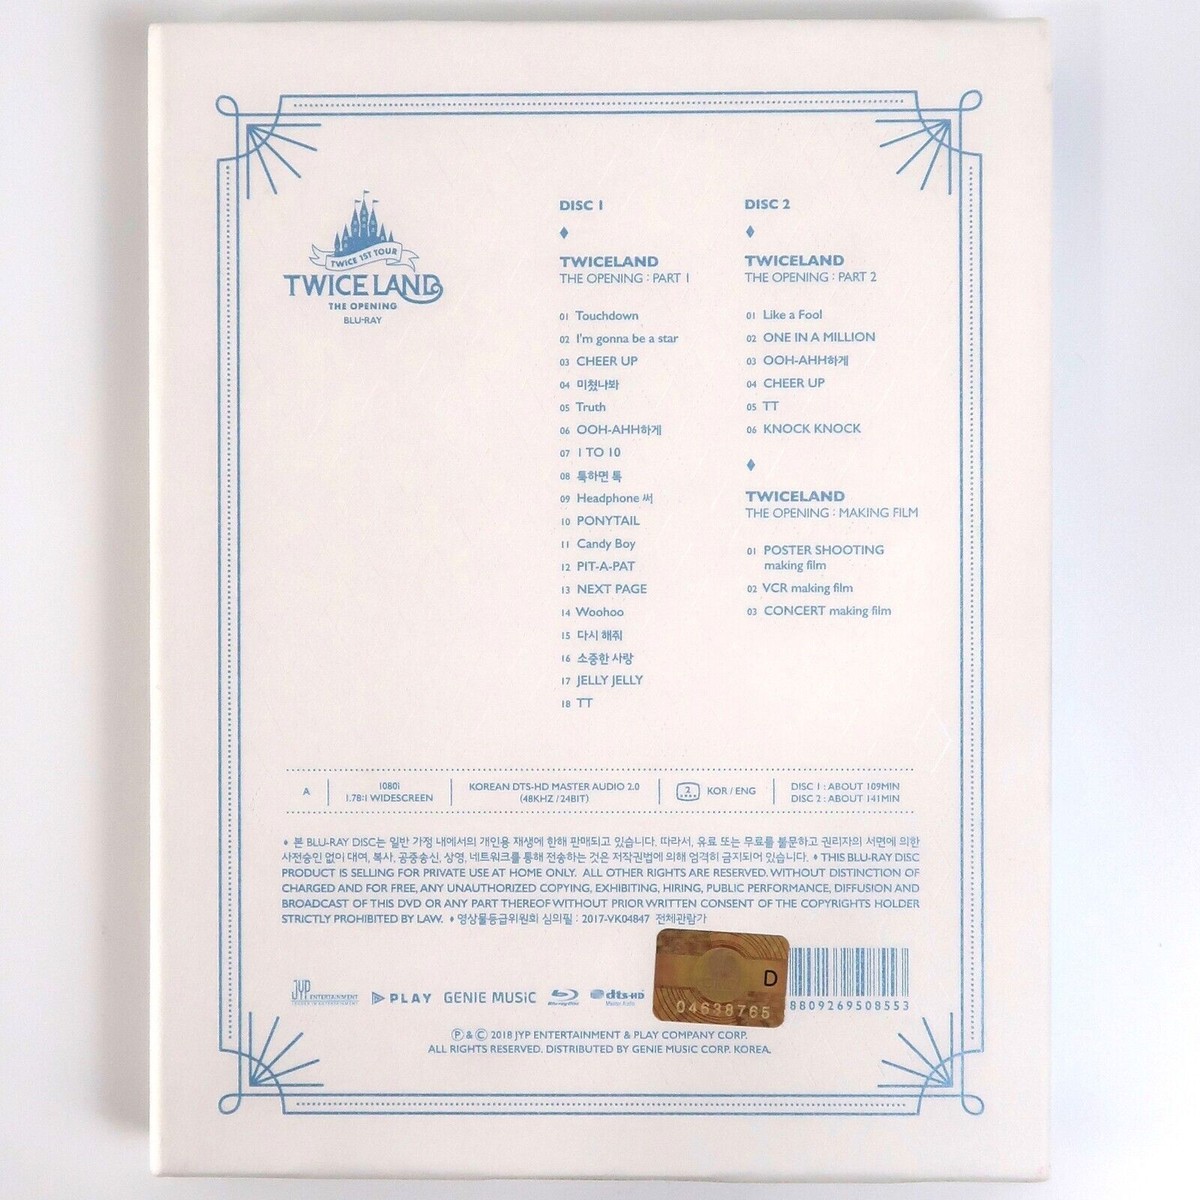 TWICE 1ST TOUR
TWICELAND
THE OPENING
BLU-RAY
DISC 1
TWICELAND
THE OPENING : PART 1
01 Touchdown
02 I'm gonna be a star
03 CHEER UP
04 미쳤나봐
05 Truth
06 OOH-AHH하게
07 1 TO 10
08 툭하면 톡
09 Headphone 써
10 PONYTAIL
11 Candy Boy
12 PIT-A-PAT
13 NEXT PAGE
14 Woohoo
15 다시 해줘
16 소중한 사랑
17 JELLY JELLY
18 TT
DISC 2
TWICELAND
THE OPENING : PART 2
01 Like a Fool
02 ONE IN A MILLION
03 OOH-AHH하게
04 CHEER UP
05 TT
06 KNOCK KNOCK
TWICELAND
THE OPENING : MAKING FILM
01 POSTER SHOOTING
making film
02 VCR making film
03 CONCERT making film
A
1080i
1.78:1 WIDESCREEN
KOREAN DTS-HD MASTER AUDIO 2.0
(48KHZ / 24BIT)
2
KOR / ENG
DISC 1 : ABOUT 109MIN
DISC 2 : ABOUT 141MIN
♦ 본 BLU-RAY DISC는 일반 가정 내에서의 개인용 재생에 한해 판매되고 있습니다. 따라서, 유료 또는 무료를 불문하고 권리자의 서면에 의한
사전승인 없이 대여, 복사, 공중송신, 상영, 네트워크를 통해 전송하는 것은 저작권법에 의해 엄격히 금지되어 있습니다. ♦ THIS BLU-RAY DISC
PRODUCT IS SELLING FOR PRIVATE USE AT HOME ONLY. ALL OTHER RIGHTS ARE RESERVED. WITHOUT DISTINCTION OF
CHARGED AND FOR FREE, ANY UNAUTHORIZED COPYING, EXHIBITING, HIRING, PUBLIC PERFORMANCE, DIFFUSION AND
BROADCAST OF THIS DVD OR ANY PART THEREOF WITHOUT PRIOR WRITTEN CONSENT OF THE COPYRIGHTS HOLDER
STRICTLY PROHIBITED BY LAW. ♦ 영상물등급위원회 심의필 : 2017-VK04847 전체관람가
JYP ENTERTAINMENT
PLAY
GENIE MUSIC
Blu-ray Disc
dts-HD
Master Audio
D
04638765
8809269508553
Ⓟ & Ⓒ 2018 JYP ENTERTAINMENT & PLAY COMPANY CORP.
ALL RIGHTS RESERVED. DISTRIBUTED BY GENIE MUSIC CORP. KOREA.